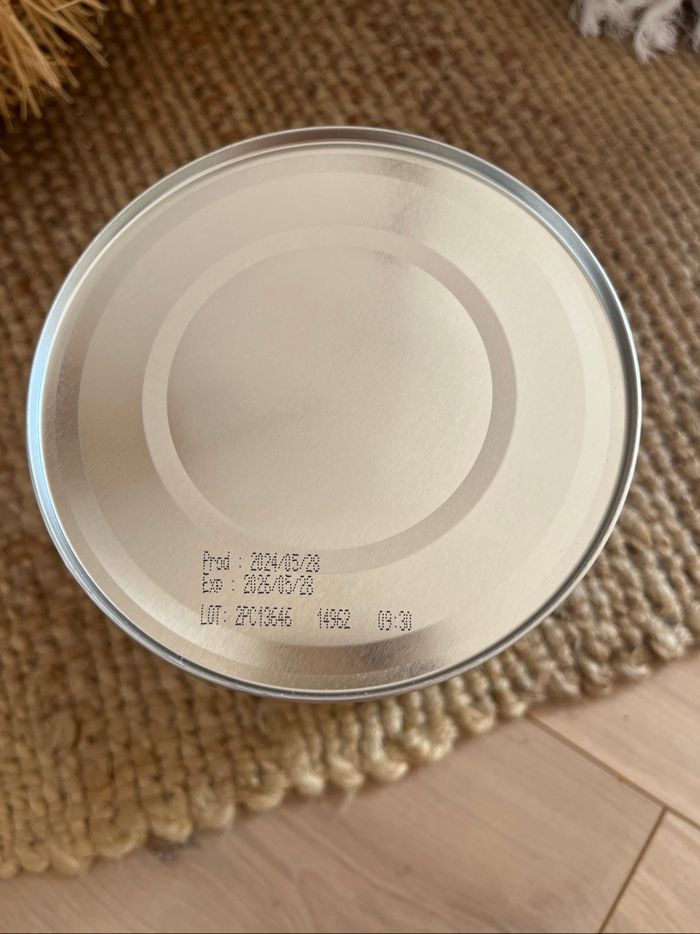 Prod : 2024/05/28
Exp : 2026/05/28
LOT: 2PC13646 14962 09:30